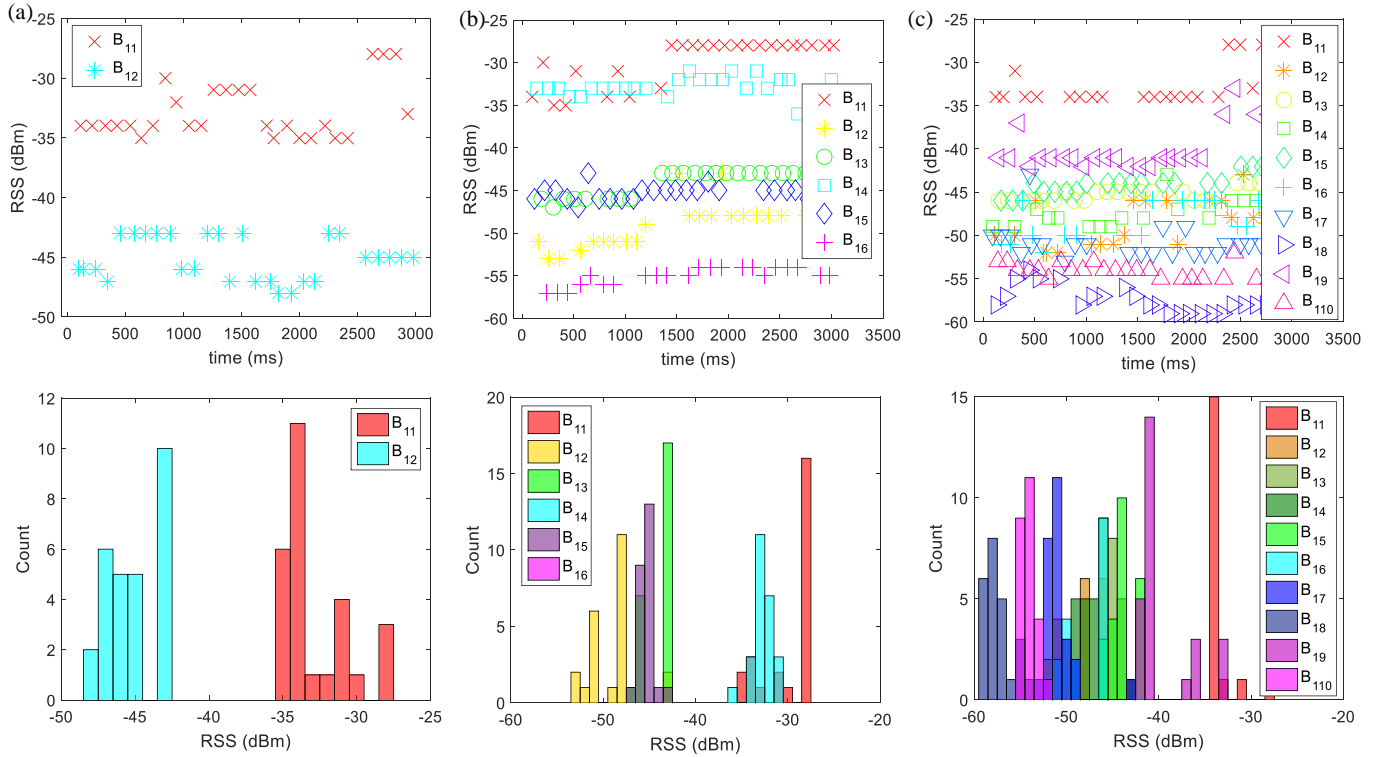 (a)
-25
-30
-35
-40
-45
-50
RSS (dBm)
0 500 1000 1500 2000 2500 3000
time (ms)
B11
B12
(b)
-25
-30
-35
-40
-45
-50
-55
-60
RSS (dBm)
0 500 1000 1500 2000 2500 3000 3500
time (ms)
B11
B12
B13
B14
B15
B16
(c)
-25
-30
-35
-40
-45
-50
-55
-60
RSS (dBm)
0 500 1000 1500 2000 2500 3000 3500
time (ms)
B11
B12
B13
B14
B15
B16
B17
B18
B19
B110
12
10
8
6
4
2
0
Count
-50 -45 -40 -35 -30 -25
RSS (dBm)
B11
B12
20
15
10
5
0
Count
-60 -50 -40 -30 -20
RSS (dBm)
B11
B12
B13
B14
B15
B16
15
10
5
0
Count
-60 -50 -40 -30 -20
RSS (dBm)
B11
B12
B13
B14
B15
B16
B17
B18
B19
B110